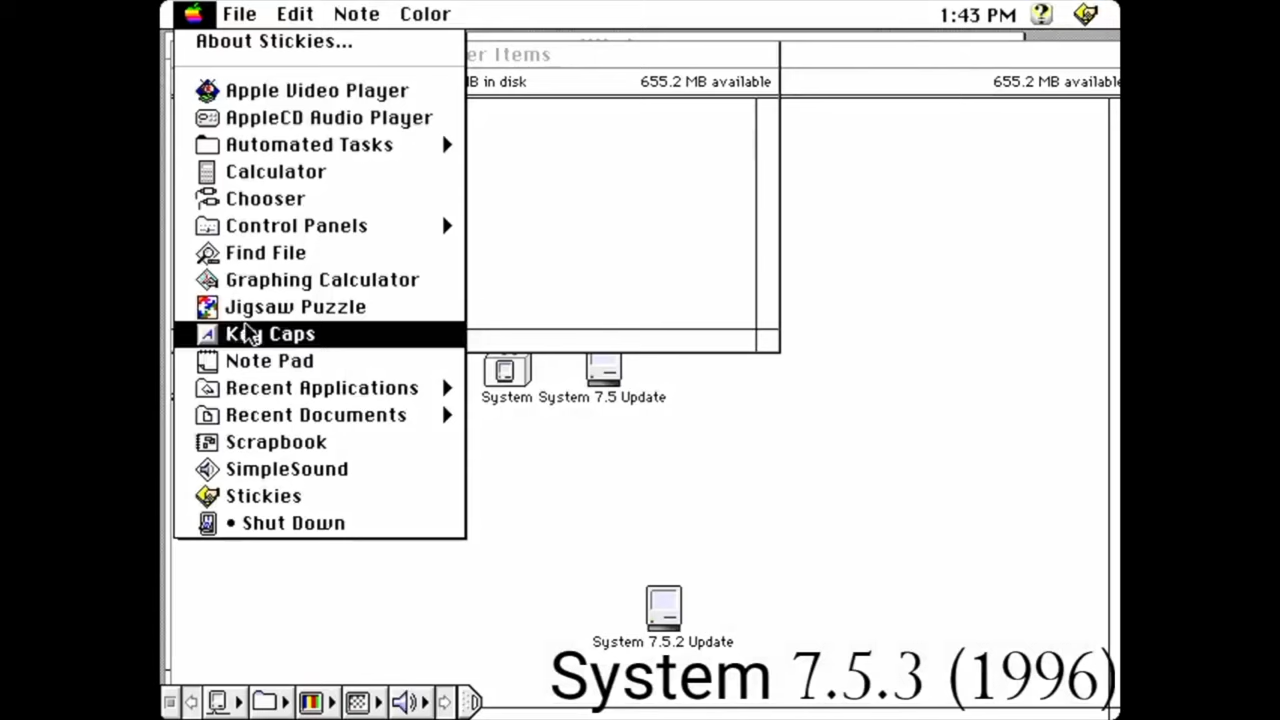 File Edit Note Color 1:43 PM
About Stickies...
er Items
B in disk 655.2 MB available 655.2 MB available
Apple Video Player
AppleCD Audio Player
Automated Tasks
Calculator
Chooser
Control Panels
Find File
Graphing Calculator
Jigsaw Puzzle
Key Caps
Note Pad
Recent Applications
Recent Documents
System System 7.5 Update
Scrapbook
SimpleSound
Stickies
• Shut Down
System 7.5.2 Update
System 7.5.3 (1996)